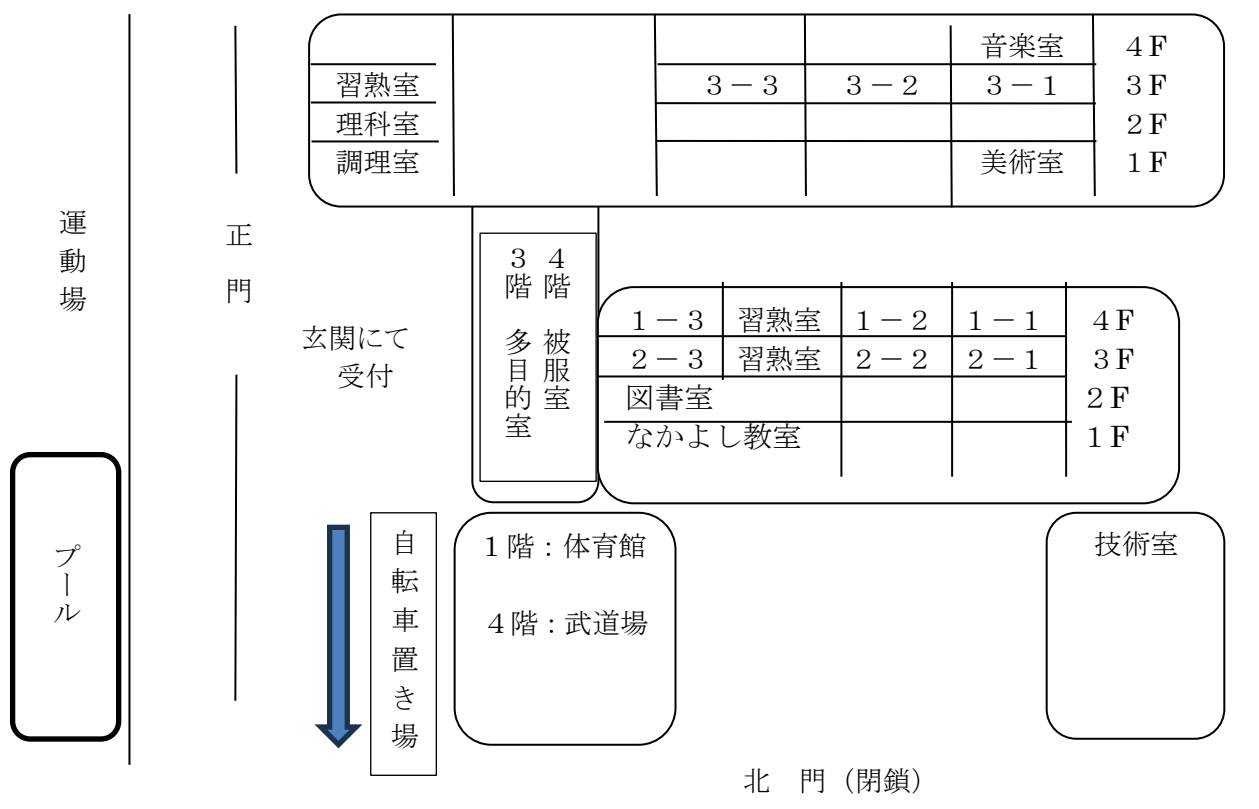 音楽室 4F
習熟室 3－3 3－2 3－1 3F
理科室 2F
調理室 美術室 1F
運動場
正門
玄関にて
受付
4階 被服室
3階 多目的室
1－3 習熟室 1－2 1－1 4F
2－3 習熟室 2－2 2－1 3F
図書室 2F
なかよし教室 1F
プール
自転車置き場
1階：体育館
4階：武道場
技術室
北 門（閉鎖）